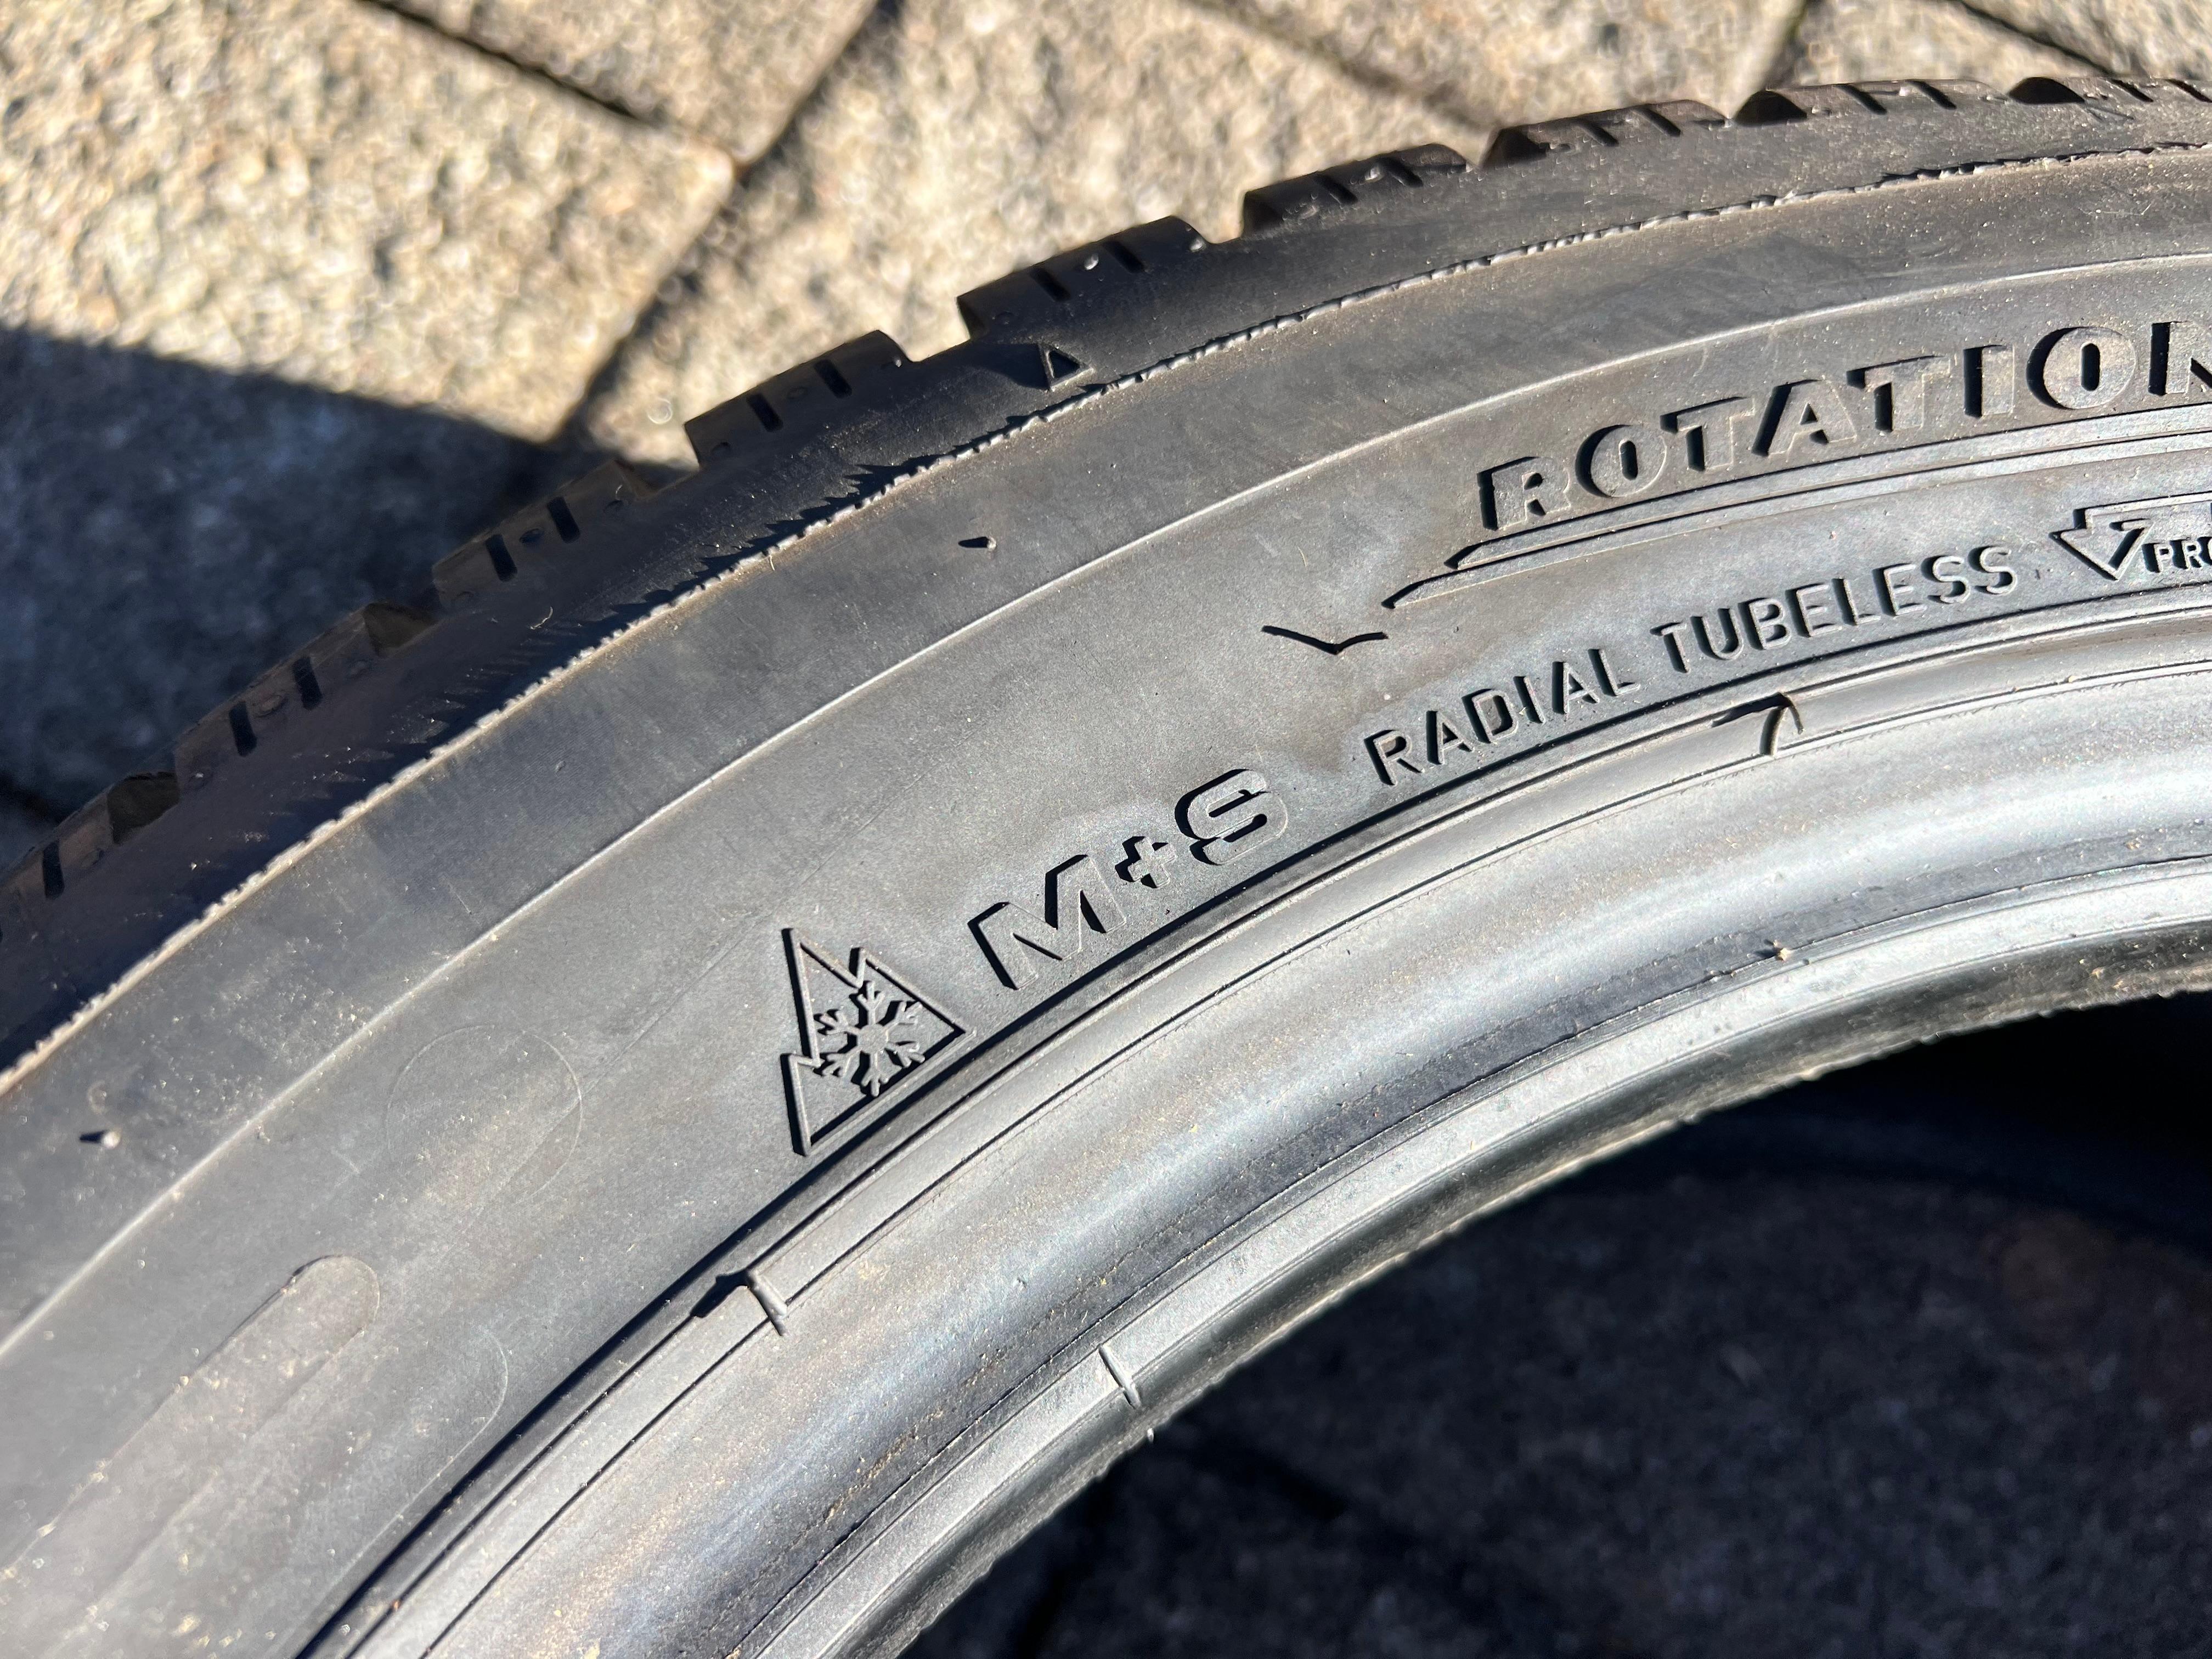 ROTATION
RADIAL TUBELESS
M+S